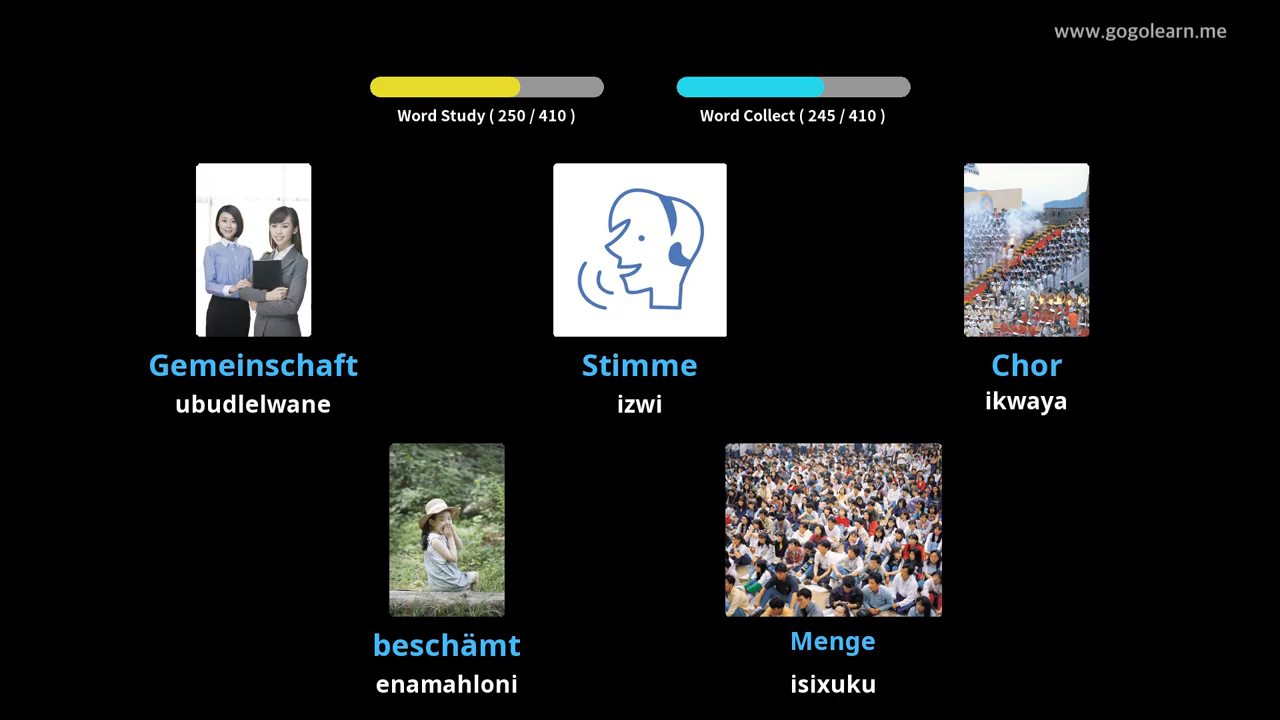 www.gogolearn.me
Word Study ( 250 / 410 )
Word Collect ( 245 / 410 )
Gemeinschaft
ubudlelwane
Stimme
izwi
Chor
ikwaya
beschämt
enamahloni
Menge
isixuku